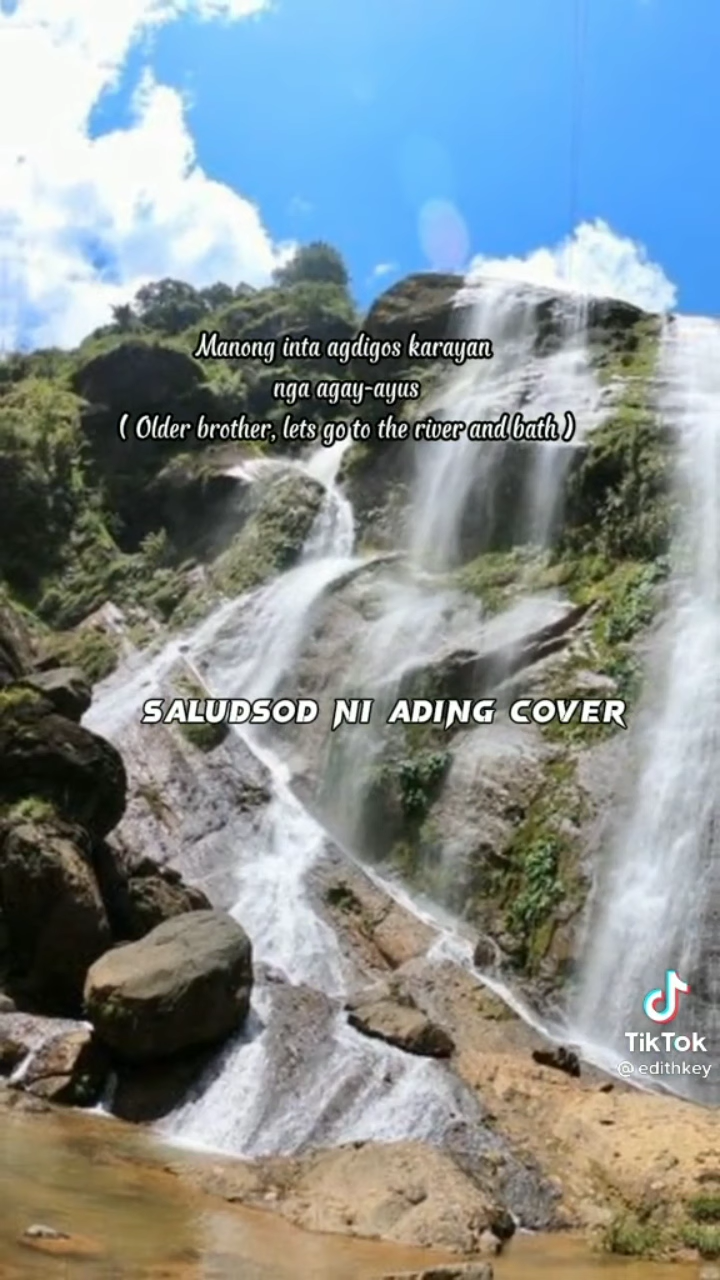 Manong inta agdigos karayan
nga agay-ayus
( Older brother, lets go to the river and bath )
SALUDSOD NI ADING COVER
TikTok
@edithkey